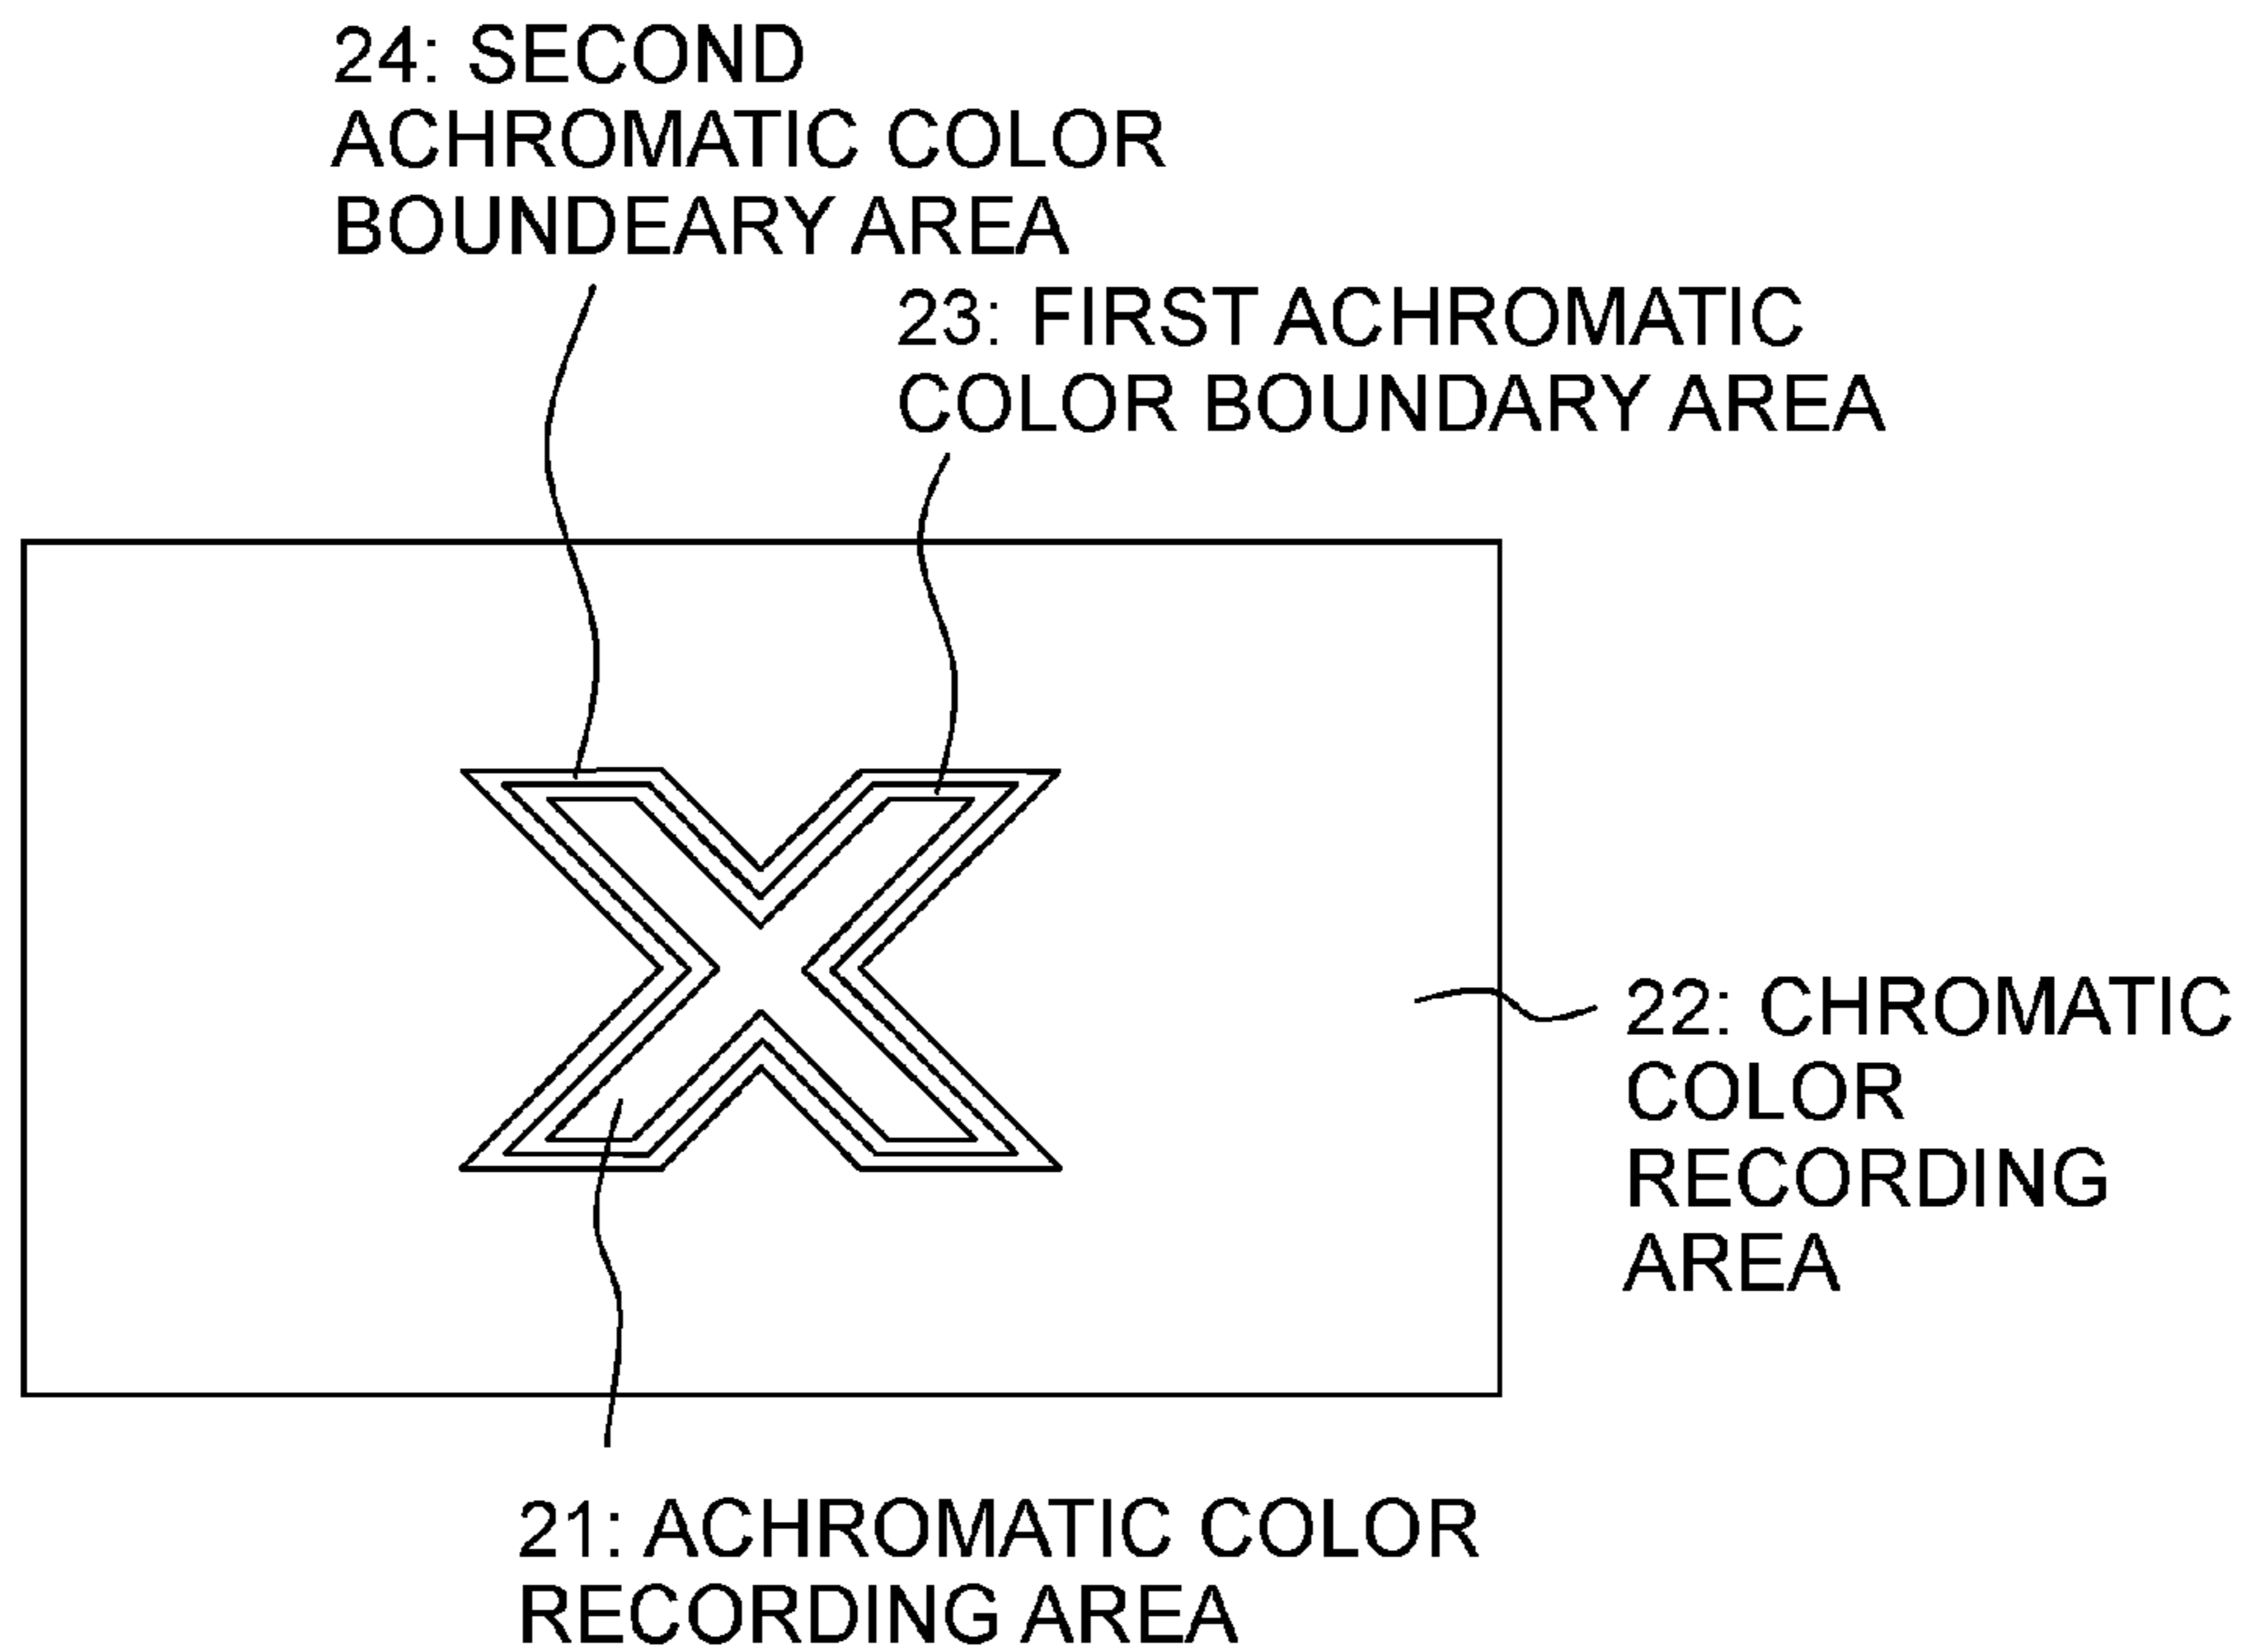 24: SECOND
ACHROMATIC COLOR
BOUNDEARY AREA
23: FIRST ACHROMATIC
COLOR BOUNDARY AREA
X
22: CHROMATIC
COLOR
RECORDING
AREA
21: ACHROMATIC COLOR
RECORDING AREA